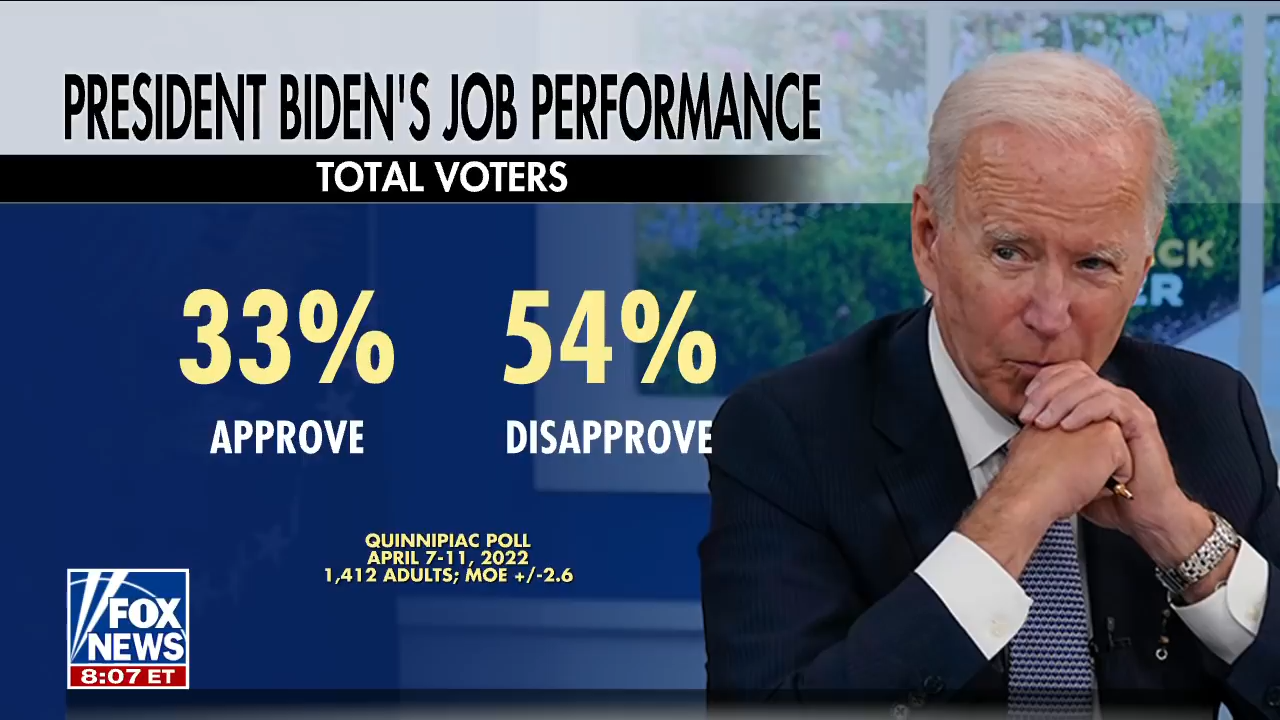 PRESIDENT BIDEN'S JOB PERFORMANCE
TOTAL VOTERS
33% 54%
APPROVE DISAPPROVE
QUINNIPIAC POLL
APRIL 7-11, 2022
1,412 ADULTS; MOE +/-2.6
FOX
NEWS
8:07 ET